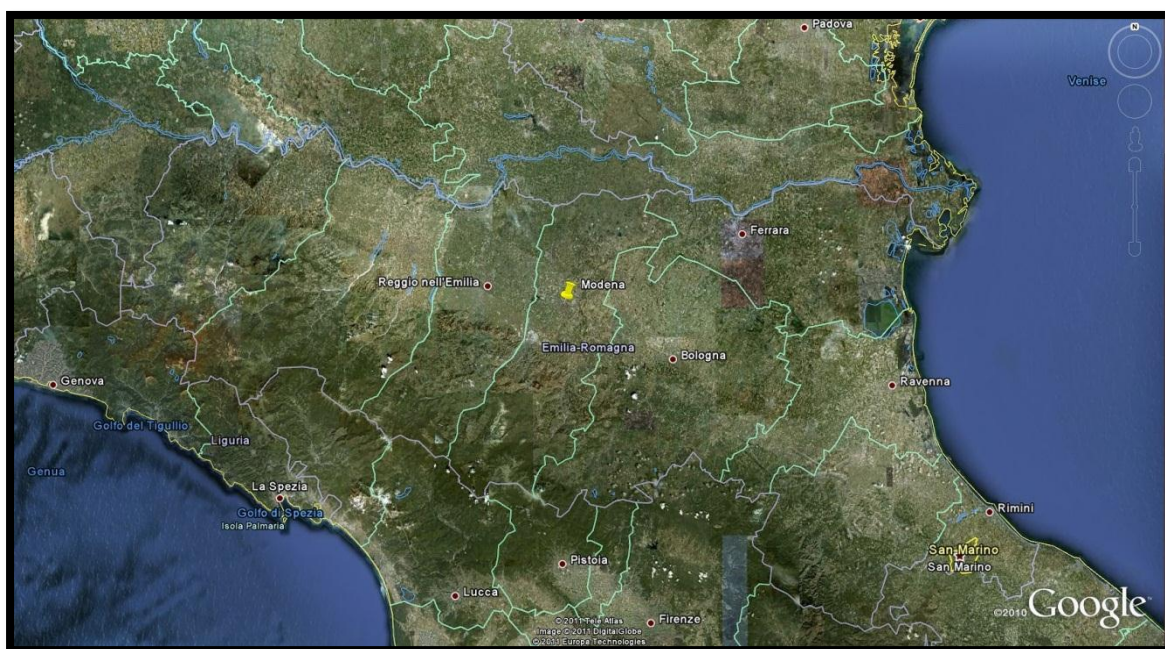 Padova
N
Venise
Ferrara
Reggio nell'Emilia
Modena
Emilia-Romagna
Bologna
Genova
Ravenna
Golfo del Tigullio
Liguria
Genua
La Spezia
Golfo di Spezia
Isola Palmaria
Rimini
San Marino
San Marino
Pistoia
Lucca
Firenze
©2010 Google
© 2011 Tele Atlas
Image © 2011 DigitalGlobe
© 2011 Europa Technologies